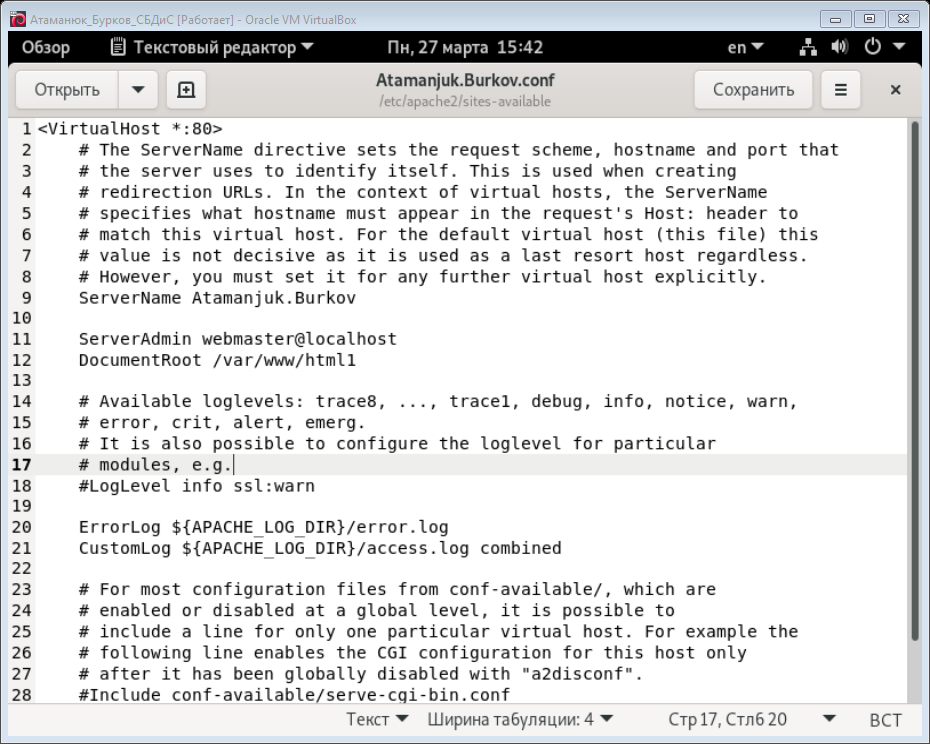 Атаманюк_Бурков_СБДиС [Работает] - Oracle VM VirtualBox
Обзор Текстовый редактор Пн, 27 марта 15:42 en
Открыть Atamanjuk.Burkov.conf Сохранить
/etc/apache2/sites-available
1 <VirtualHost *:80>
2 # The ServerName directive sets the request scheme, hostname and port that
3 # the server uses to identify itself. This is used when creating
4 # redirection URLs. In the context of virtual hosts, the ServerName
5 # specifies what hostname must appear in the request's Host: header to
6 # match this virtual host. For the default virtual host (this file) this
7 # value is not decisive as it is used as a last resort host regardless.
8 # However, you must set it for any further virtual host explicitly.
9 ServerName Atamanjuk.Burkov
10
11 ServerAdmin webmaster@localhost
12 DocumentRoot /var/www/html1
13
14 # Available loglevels: trace8, ..., trace1, debug, info, notice, warn,
15 # error, crit, alert, emerg.
16 # It is also possible to configure the loglevel for particular
17 # modules, e.g.
18 #LogLevel info ssl:warn
19
20 ErrorLog ${APACHE_LOG_DIR}/error.log
21 CustomLog ${APACHE_LOG_DIR}/access.log combined
22
23 # For most configuration files from conf-available/, which are
24 # enabled or disabled at a global level, it is possible to
25 # include a line for only one particular virtual host. For example the
26 # following line enables the CGI configuration for this host only
27 # after it has been globally disabled with "a2disconf".
28 #Include conf-available/serve-cgi-bin.conf
Текст Ширина табуляции: 4 Стр 17, Стлб 20 ВСТ